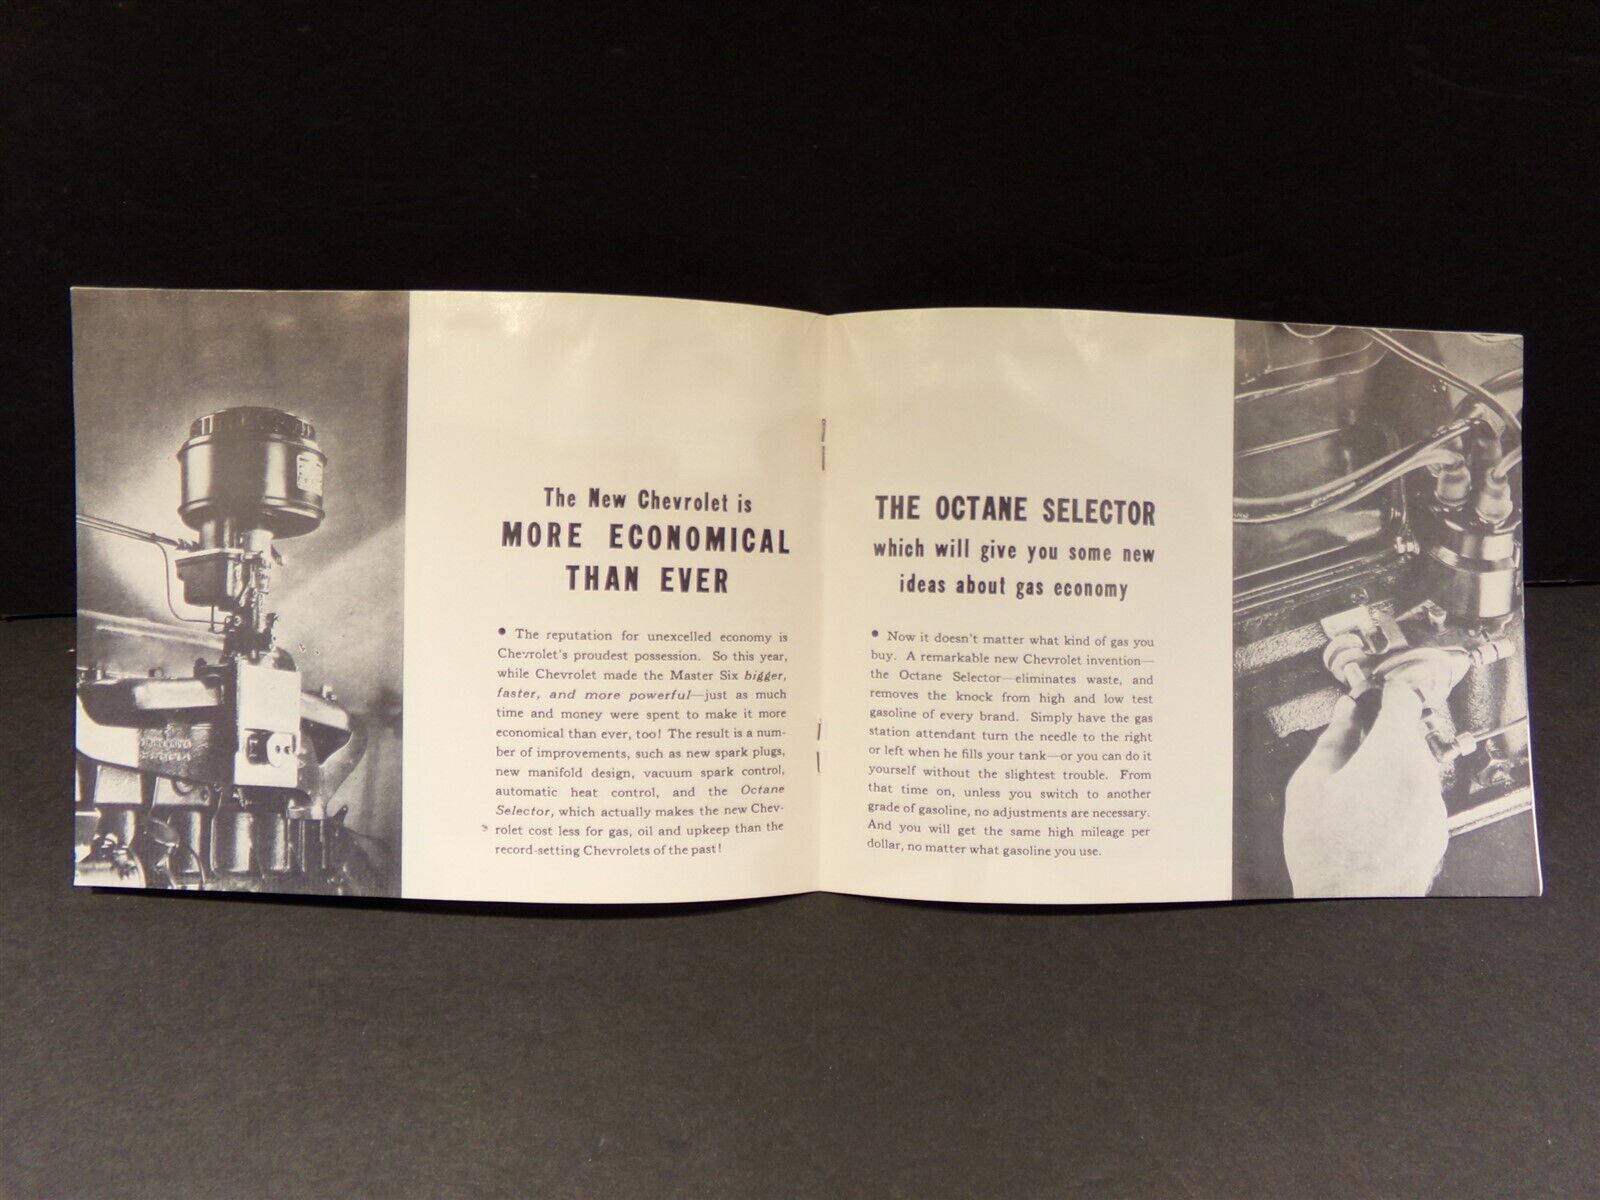 The New Chevrolet is
MORE ECONOMICAL
THAN EVER
• The reputation for unexcelled economy is
Chevrolet's proudest possession. So this year,
while Chevrolet made the Master Six bigger,
faster, and more powerful—just as much
time and money were spent to make it more
economical than ever, too! The result is a num-
ber of improvements, such as new spark plugs,
new manifold design, vacuum spark control,
automatic heat control, and the Octane
Selector, which actually makes the new Chev-
rolet cost less for gas, oil and upkeep than the
record-setting Chevrolets of the past!
THE OCTANE SELECTOR
which will give you some new
ideas about gas economy
• Now it doesn't matter what kind of gas you
buy. A remarkable new Chevrolet invention—
the Octane Selector—eliminates waste, and
removes the knock from high and low test
gasoline of every brand. Simply have the gas
station attendant turn the needle to the right
or left when he fills your tank—or you can do it
yourself without the slightest trouble. From
that time on, unless you switch to another
grade of gasoline, no adjustments are necessary.
And you will get the same high mileage per
dollar, no matter what gasoline you use.